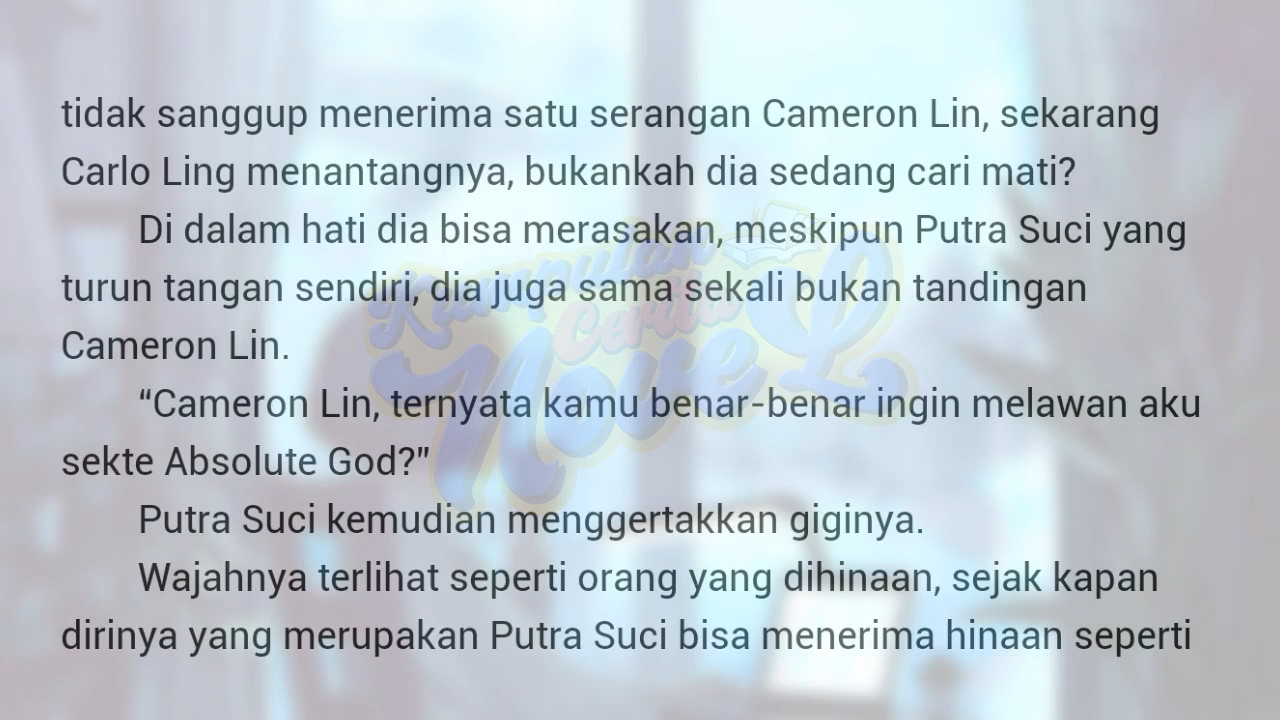 tidak sanggup menerima satu serangan Cameron Lin, sekarang
Carlo Ling menantangnya, bukankah dia sedang cari mati?
Di dalam hati dia bisa merasakan, meskipun Putra Suci yang
turun tangan sendiri, dia juga sama sekali bukan tandingan
Cameron Lin.
“Cameron Lin, ternyata kamu benar-benar ingin melawan aku
sekte Absolute God?”
Putra Suci kemudian menggertakkan giginya.
Wajahnya terlihat seperti orang yang dihinaan, sejak kapan
dirinya yang merupakan Putra Suci bisa menerima hinaan seperti
Kumpulan
Cerita
NoveL